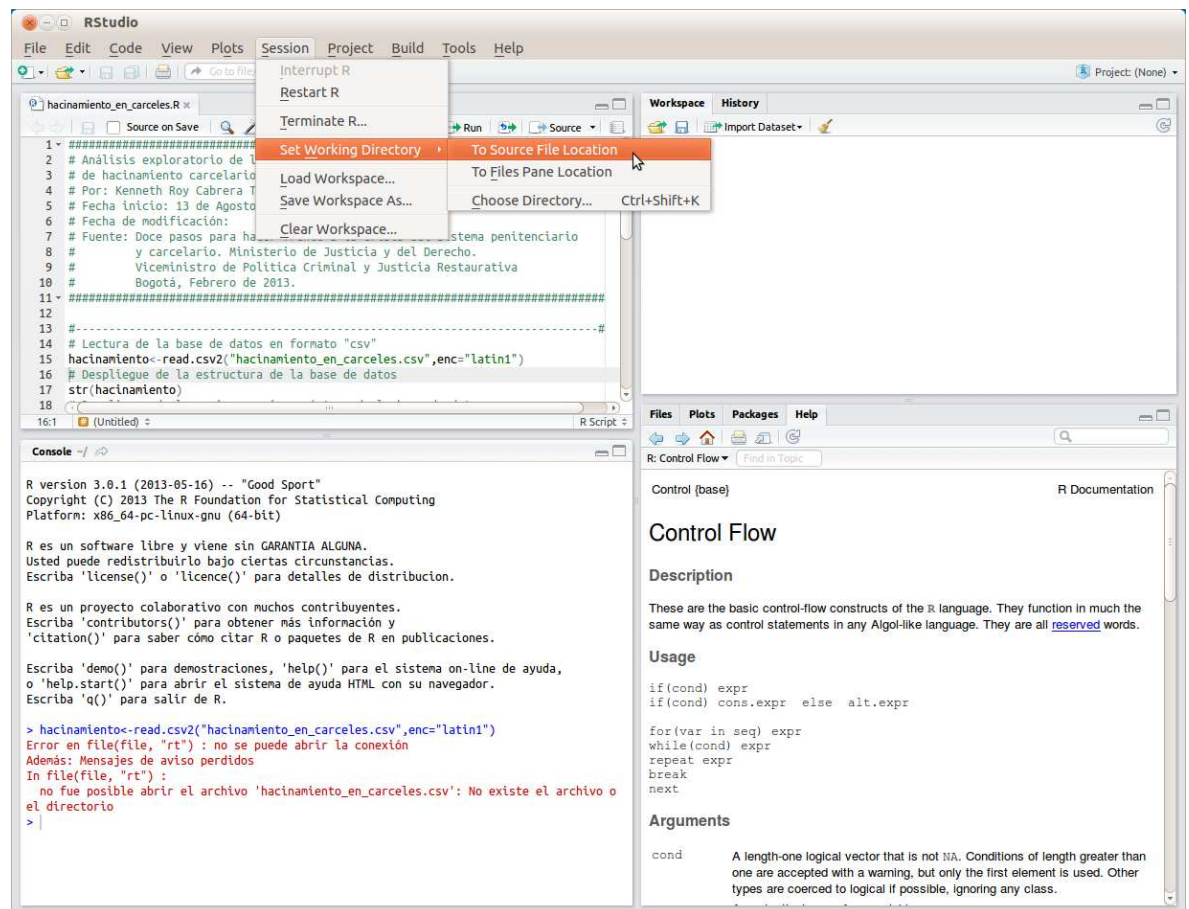 RStudio
File Edit Code View Plots Session Project Build Tools Help
Go to file
Project: (None)
Interrupt R
Restart R
Terminate R...
Set Working Directory
Load Workspace...
Save Workspace As...
Clear Workspace...
To Source File Location
To Files Pane Location
Choose Directory... Ctrl+Shift+K
hacinamiento_en_carceles.R
Source on Save Run Source
1 ############################
2 # Análisis exploratorio de l
3 # de hacinamiento carcelario
4 # Por: Kenneth Roy Cabrera T
5 # Fecha inicio: 13 de Agosto
6 # Fecha de modificación:
7 # Fuente: Doce pasos para ha sistema penitenciario
8 # y carcelario. Ministerio de Justicia y del Derecho.
9 # Viceministro de Politica Criminal y Justicia Restaurativa
10 # Bogotá, Febrero de 2013.
11 ################################################################################
12
13 #------------------------------------------------------------------------------#
14 # Lectura de la base de datos en formato "csv"
15 hacinamiento<-read.csv2("hacinamiento_en_carceles.csv",enc="latin1")
16 # Despliegue de la estructura de la base de datos
17 str(hacinamiento)
18
16:1 (Untitled) R Script
Console ~/
R version 3.0.1 (2013-05-16) -- "Good Sport"
Copyright (C) 2013 The R Foundation for Statistical Computing
Platform: x86_64-pc-linux-gnu (64-bit)
R es un software libre y viene sin GARANTIA ALGUNA.
Usted puede redistribuirlo bajo ciertas circunstancias.
Escriba 'license()' o 'licence()' para detalles de distribucion.
R es un proyecto colaborativo con muchos contribuyentes.
Escriba 'contributors()' para obtener más información y
'citation()' para saber cómo citar R o paquetes de R en publicaciones.
Escriba 'demo()' para demostraciones, 'help()' para el sistema on-line de ayuda,
o 'help.start()' para abrir el sistema de ayuda HTML con su navegador.
Escriba 'q()' para salir de R.
> hacinamiento<-read.csv2("hacinamiento_en_carceles.csv",enc="latin1")
Error en file(file, "rt") : no se puede abrir la conexión
Además: Mensajes de aviso perdidos
In file(file, "rt") :
no fue posible abrir el archivo 'hacinamiento_en_carceles.csv': No existe el archivo o
el directorio
>
Workspace History
Import Dataset
Files Plots Packages Help
R: Control Flow Find in Topic
Control {base} R Documentation
Control Flow
Description
These are the basic control-flow constructs of the R language. They function in much the
same way as control statements in any Algol-like language. They are all reserved words.
Usage
if(cond) expr
if(cond) cons.expr else alt.expr
for(var in seq) expr
while(cond) expr
repeat expr
break
next
Arguments
cond A length-one logical vector that is not NA. Conditions of length greater than
one are accepted with a warning, but only the first element is used. Other
types are coerced to logical if possible, ignoring any class.